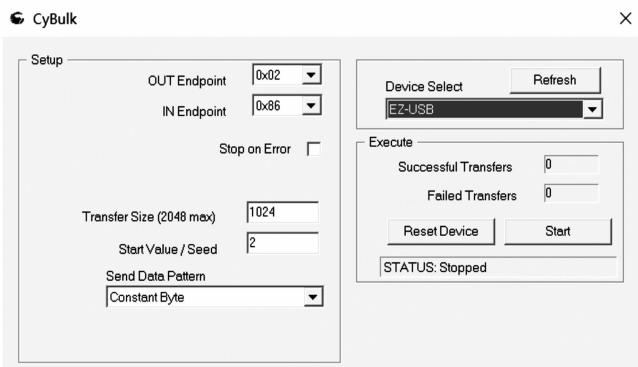 CyBulk
Setup
OUT Endpoint 0x02
IN Endpoint 0x86
Stop on Error
Transfer Size (2048 max) 1024
Start Value / Seed 2
Send Data Pattern
Constant Byte
Device Select Refresh
EZ-USB
Execute
Successful Transfers 0
Failed Transfers 0
Reset Device Start
STATUS: Stopped